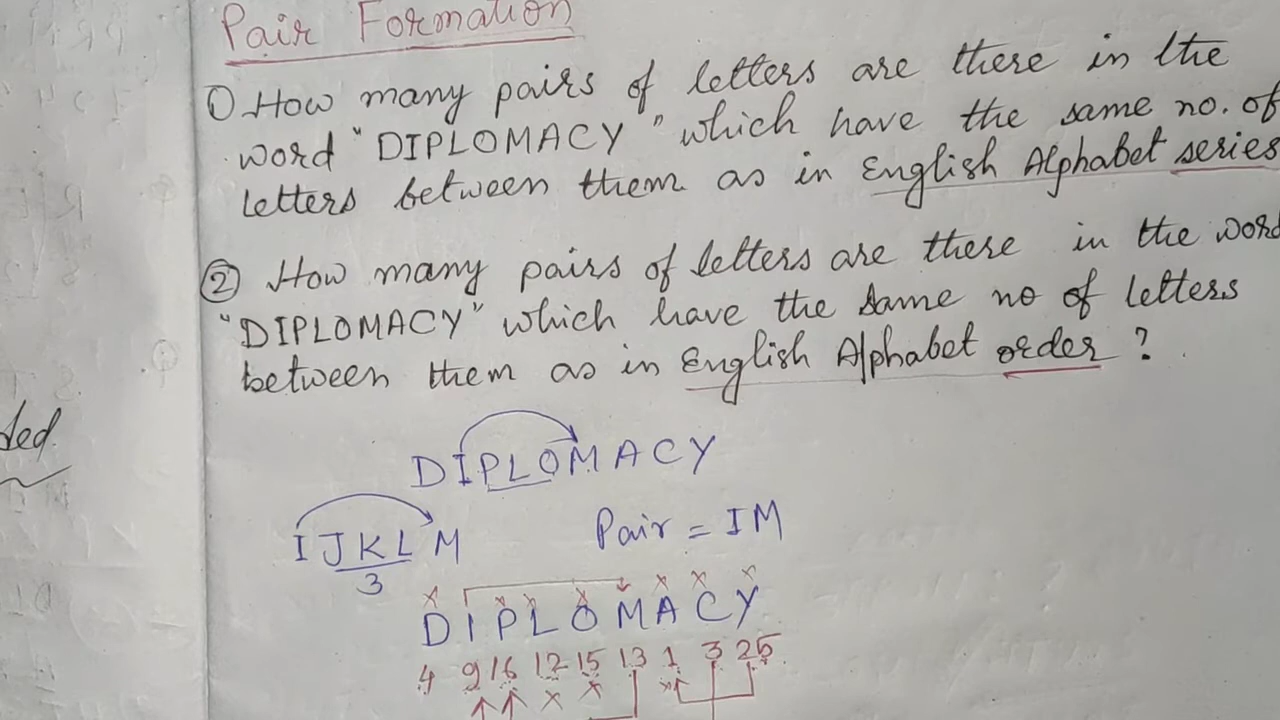 Pair Formation
1) How many pairs of letters are there in the
word "DIPLOMACY" which have the same no. of
letters between them as in English Alphabet series
2 How many pairs of letters are there in the word
"DIPLOMACY" which have the same no of letters
between them as in English Alphabet order ?
ded.
DIPLOMACY
IJKLM
Pair = IM
3
x x x x x x x
DIPLOMACY
4 9 16 12 15 13 1 3 25
x x x